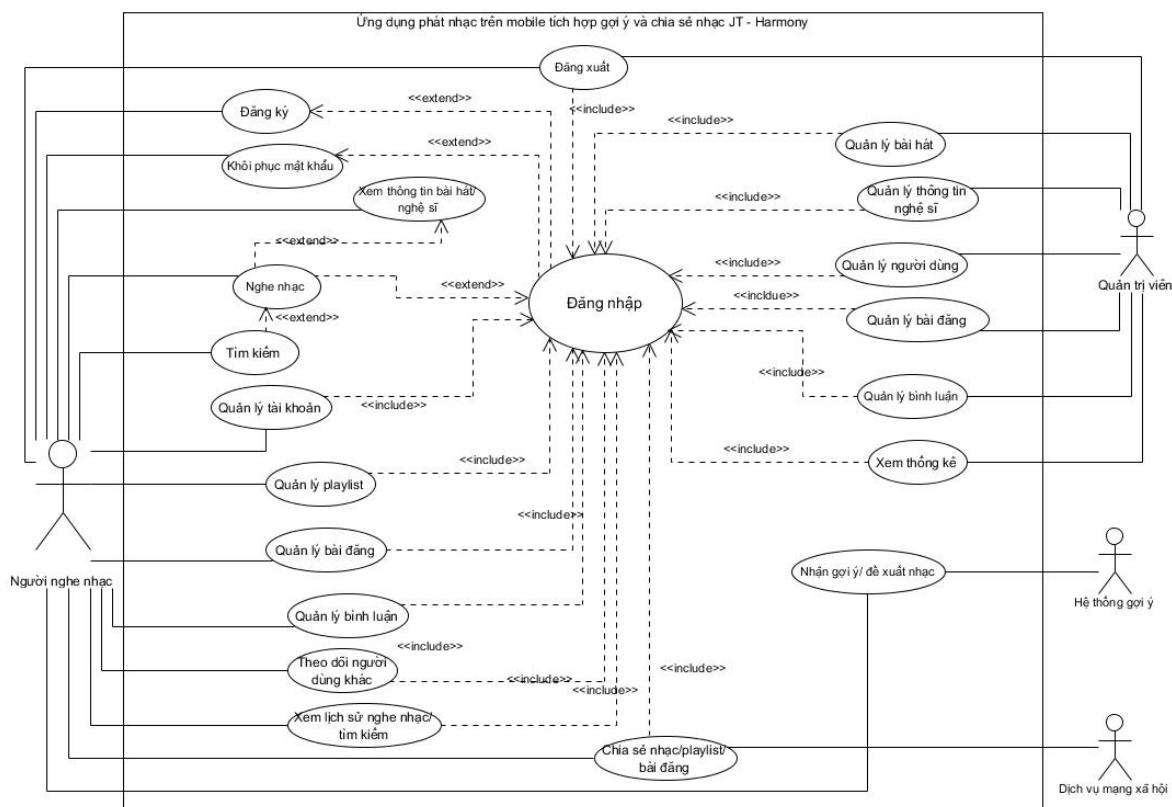 Ứng dụng phát nhạc trên mobile tích hợp gợi ý và chia sẻ nhạc JT - Harmony
Đăng xuất
<<extend>>
<<include>>
<<include>>
Đăng ký
Quản lý bài hát
<<extend>>
Khôi phục mật khẩu
Xem thông tin bài hát/
nghệ sĩ
<<include>>
Quản lý thông tin
nghệ sĩ
<<extend>>
<<include>>
Quản lý người dùng
Quản trị viên
Nghe nhạc
<<extend>>
Đăng nhập
<<incldue>>
Quản lý bài đăng
<<extend>>
Tìm kiếm
<<include>>
Quản lý tài khoản
<<include>>
Quản lý bình luận
<<include>>
<<include>>
Xem thống kê
Quản lý playlist
<<include>>
Quản lý bài đăng
Người nghe nhạc
Nhận gợi ý/ đề xuất nhạc
Hệ thống gợi ý
Quản lý bình luận
<<include>>
Theo dõi người
dùng khác
<<include>>
<<include>>
<<include>>
Xem lịch sử nghe nhạc/
tìm kiếm
Chia sẻ nhạc/playlist/
bài đăng
Dịch vụ mạng xã hội